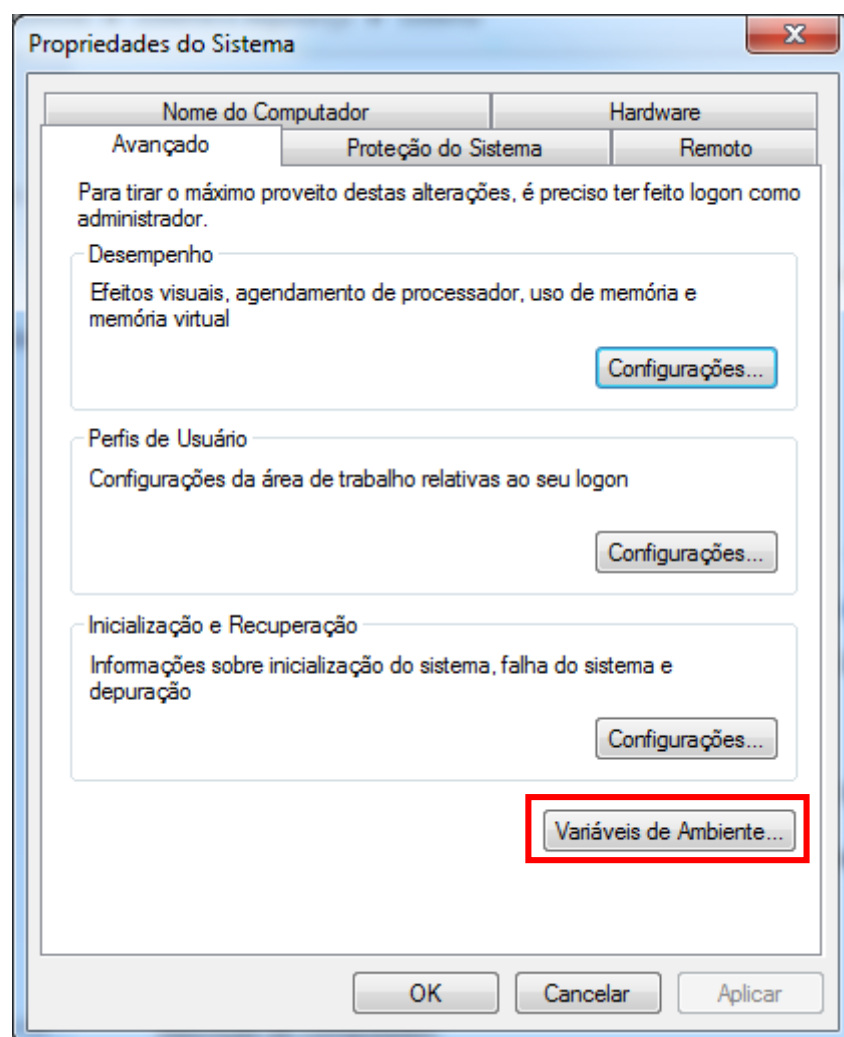 Propriedades do Sistema
Nome do Computador
Hardware
Avançado
Proteção do Sistema
Remoto
Para tirar o máximo proveito destas alterações, é preciso ter feito logon como
administrador.
Desempenho
Efeitos visuais, agendamento de processador, uso de memória e
memória virtual
Configurações...
Perfis de Usuário
Configurações da área de trabalho relativas ao seu logon
Configurações...
Inicialização e Recuperação
Informações sobre inicialização do sistema, falha do sistema e
depuração
Configurações...
Variáveis de Ambiente...
OK
Cancelar
Aplicar